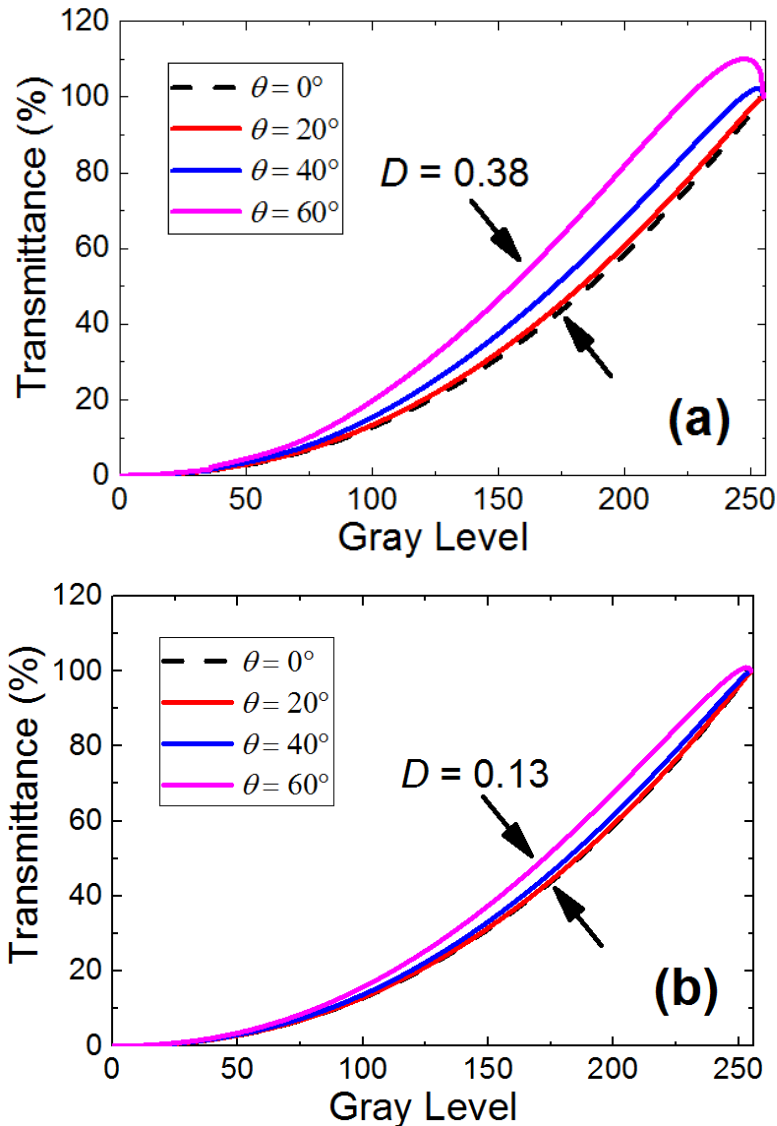 120
100
80
60
40
20
0
Transmittance (%)
θ = 0°
θ = 20°
θ = 40°
θ = 60°
D = 0.38
(a)
0 50 100 150 200 250
Gray Level
120
100
80
60
40
20
0
Transmittance (%)
θ = 0°
θ = 20°
θ = 40°
θ = 60°
D = 0.13
(b)
0 50 100 150 200 250
Gray Level